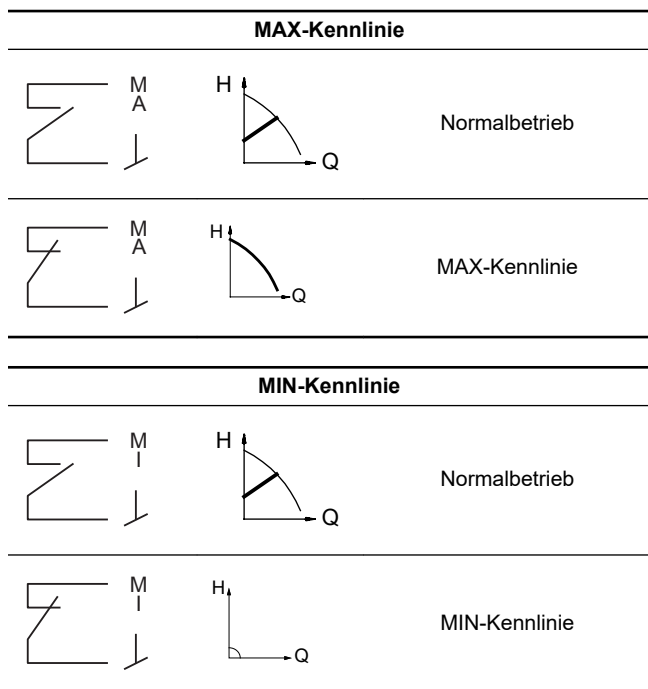 MAX-Kennlinie
M
A
H
Q
Normalbetrieb
M
A
H
Q
MAX-Kennlinie
MIN-Kennlinie
M
I
H
Q
Normalbetrieb
M
I
H
Q
MIN-Kennlinie